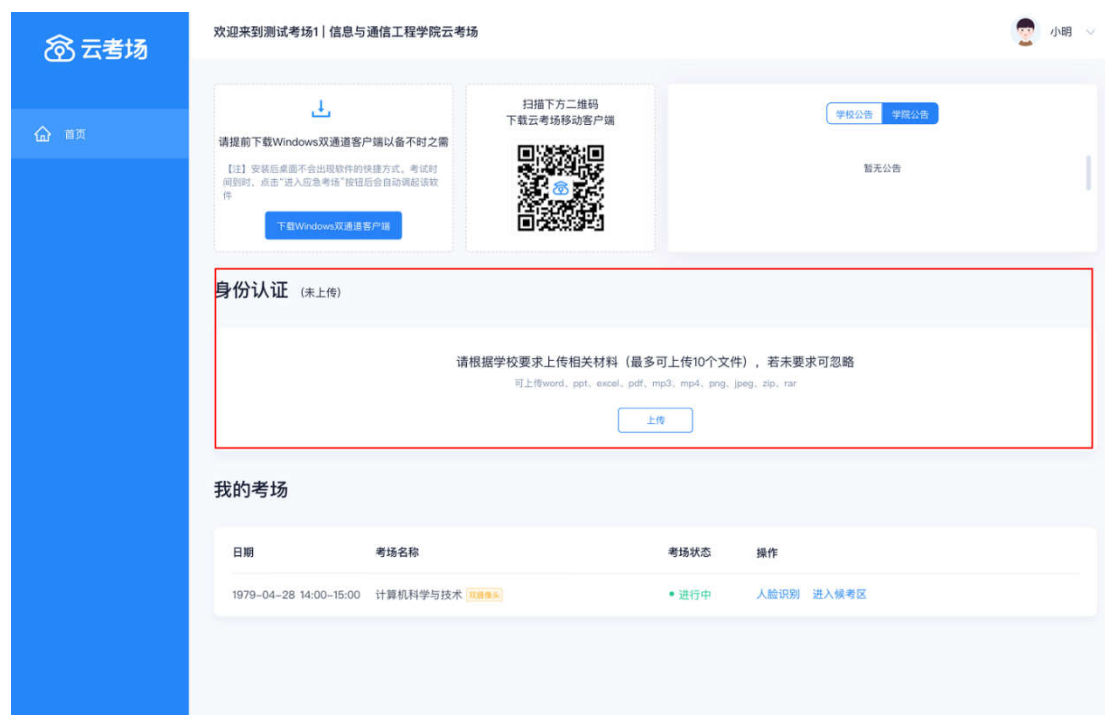 云考场
首页
欢迎来到测试考场1 | 信息与通信工程学院云考场
小明
请提前下载Windows双通道客户端以备不时之需
【注】安装后桌面不会出现软件的快捷方式，考试时
间到时，点击“进入应急考场”按钮后会自动调起该软
件
下载Windows双通道客户端
扫描下方二维码
下载云考场移动客户端
学校公告 学院公告
暂无公告
身份认证 (未上传)
请根据学校要求上传相关材料（最多可上传10个文件），若未要求可忽略
可上传word、ppt、excel、pdf、mp3、mp4、png、jpeg、zip、rar
上传
我的考场
日期 考场名称 考场状态 操作
1979-04-28 14:00-15:00 计算机科学与技术 双摄像头 进行中 人脸识别 进入候考区